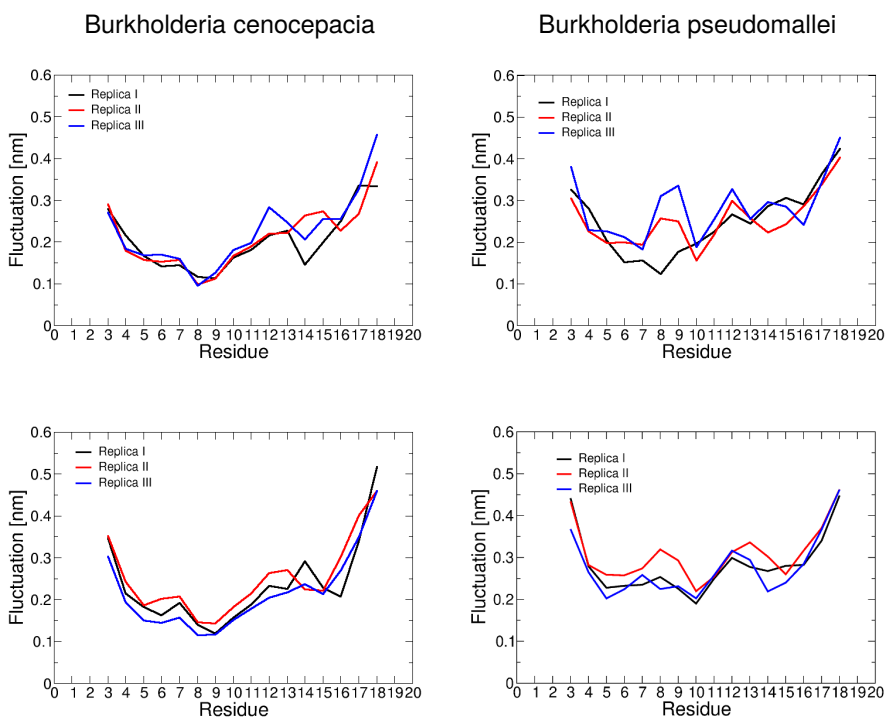 Burkholderia cenocepacia
Burkholderia pseudomallei
0.6
0.5
0.4
0.3
0.2
0.1
0
Fluctuation [nm]
Replica I
Replica II
Replica III
0 1 2 3 4 5 6 7 8 9 10 11 12 13 14 15 16 17 18 19 20
Residue
0.6
0.5
0.4
0.3
0.2
0.1
0
Fluctuation [nm]
Replica I
Replica II
Replica III
0 1 2 3 4 5 6 7 8 9 10 11 12 13 14 15 16 17 18 19 20
Residue
0.6
0.5
0.4
0.3
0.2
0.1
0
Fluctuation [nm]
Replica I
Replica II
Replica III
0 1 2 3 4 5 6 7 8 9 10 11 12 13 14 15 16 17 18 19 20
Residue
0.6
0.5
0.4
0.3
0.2
0.1
0
Fluctuation [nm]
Replica I
Replica II
Replica III
0 1 2 3 4 5 6 7 8 9 10 11 12 13 14 15 16 17 18 19 20
Residue